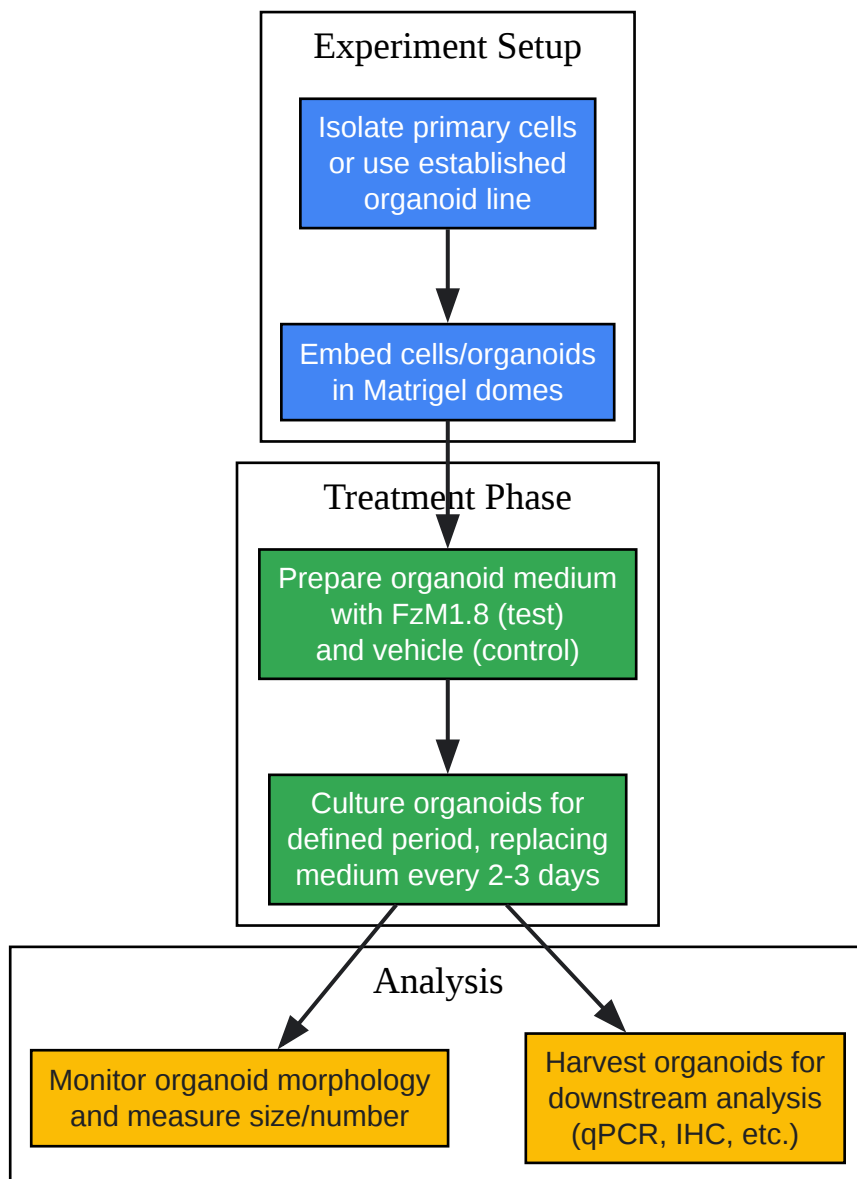 Experiment Setup
Isolate primary cells
or use established
organoid line
Embed cells/organoids
in Matrigel domes
Treatment Phase
Prepare organoid medium
with FzM1.8 (test)
and vehicle (control)
Culture organoids for
defined period, replacing
medium every 2-3 days
Analysis
Monitor organoid morphology
and measure size/number
Harvest organoids for
downstream analysis
(qPCR, IHC, etc.)